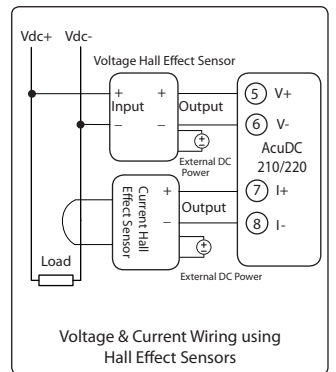 Vdc+ Vdc-
Voltage Hall Effect Sensor
+ +
Input Output
− −
External DC
Power
5 V+
6 V-
AcuDC
210/220
7 I+
8 I-
Current Hall
Effect Sensor
+
Output
−
External DC Power
Load
Voltage & Current Wiring using
Hall Effect Sensors